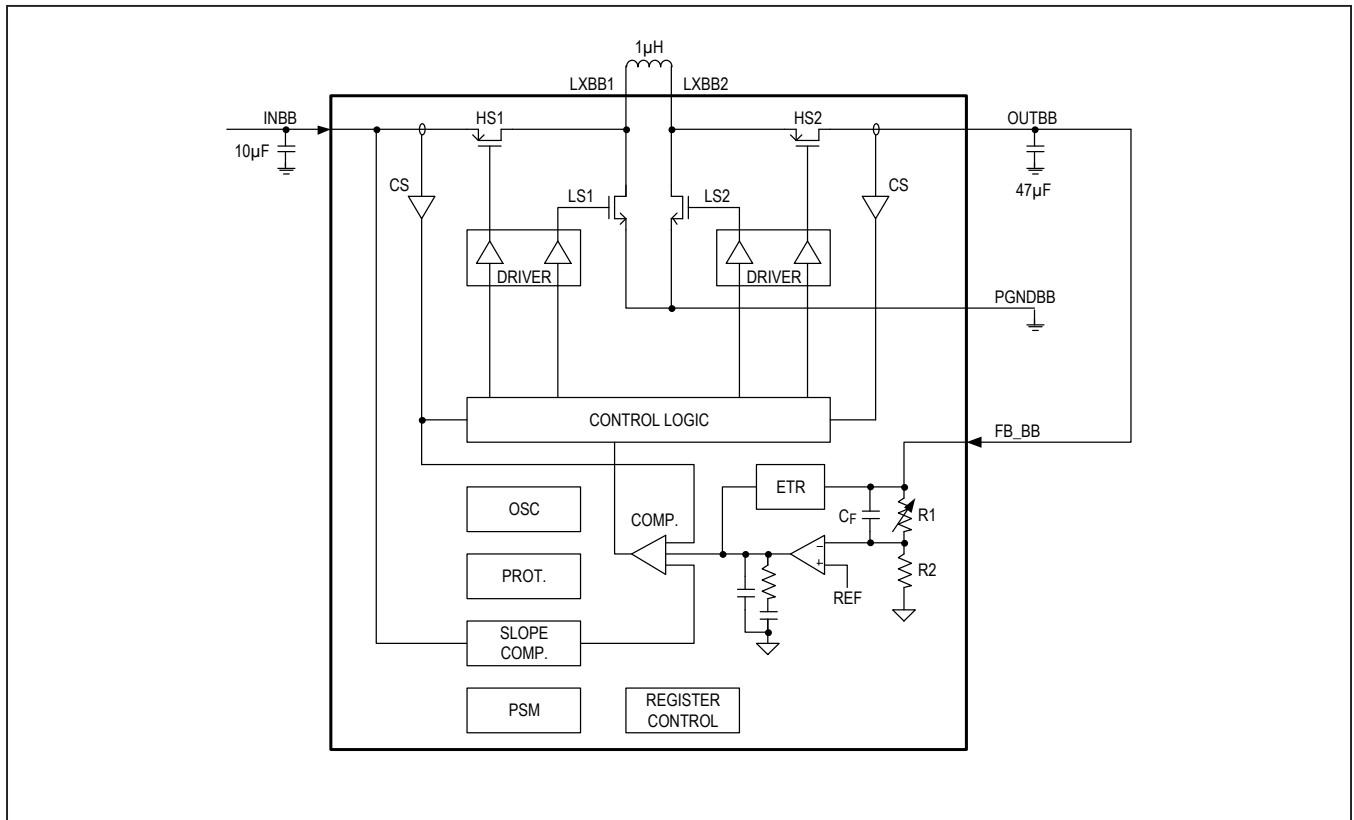 1µH
LXBB1
LXBB2
INBB
HS1
HS2
OUTBB
10µF
47µF
CS
LS1
LS2
CS
DRIVER
DRIVER
PGNDBB
CONTROL LOGIC
FB_BB
ETR
OSC
COMP.
CF
R1
−
+
R2
PROT.
REF
SLOPE
COMP.
PSM
REGISTER
CONTROL